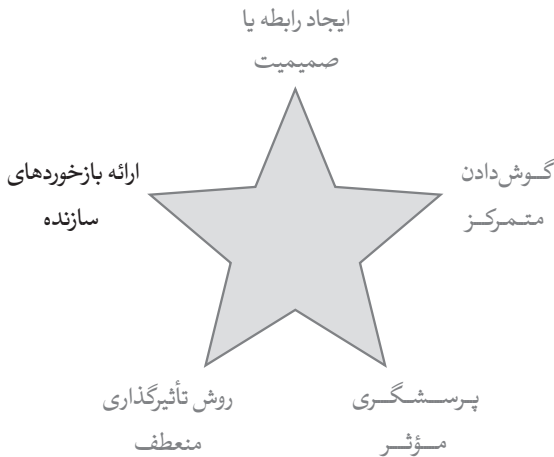 ایجاد رابطه یا
صمیمیت
گوش‌دادن
متمرکز
ارائه بازخوردهای
سازنده
پرسشگری
مؤثر
روش تأثیرگذاری
منعطف